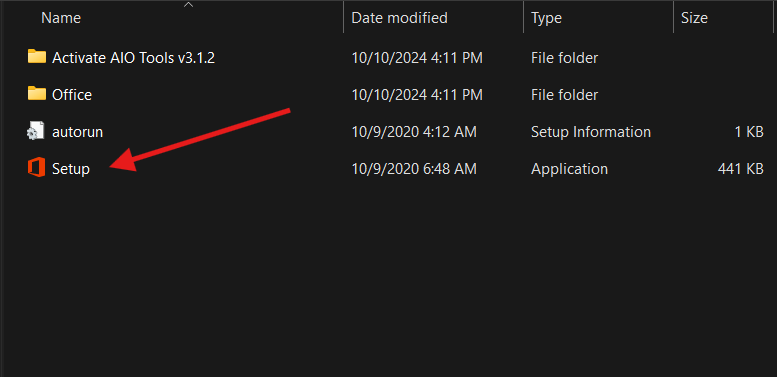 Name Date modified Type Size
Activate AIO Tools v3.1.2 10/10/2024 4:11 PM File folder
Office 10/10/2024 4:11 PM File folder
autorun 10/9/2020 4:12 AM Setup Information 1 KB
Setup 10/9/2020 6:48 AM Application 441 KB